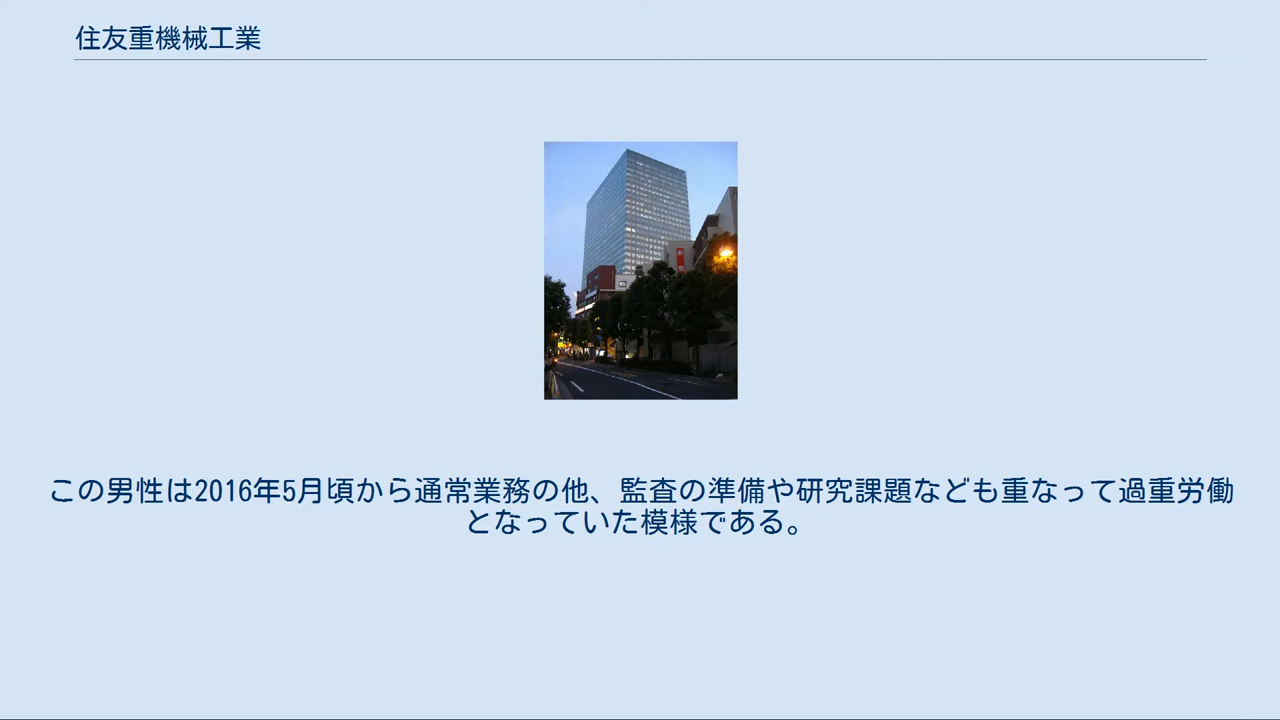 住友重機械工業
この男性は2016年5月頃から通常業務の他、監査の準備や研究課題なども重なって過重労働
となっていた模様である。